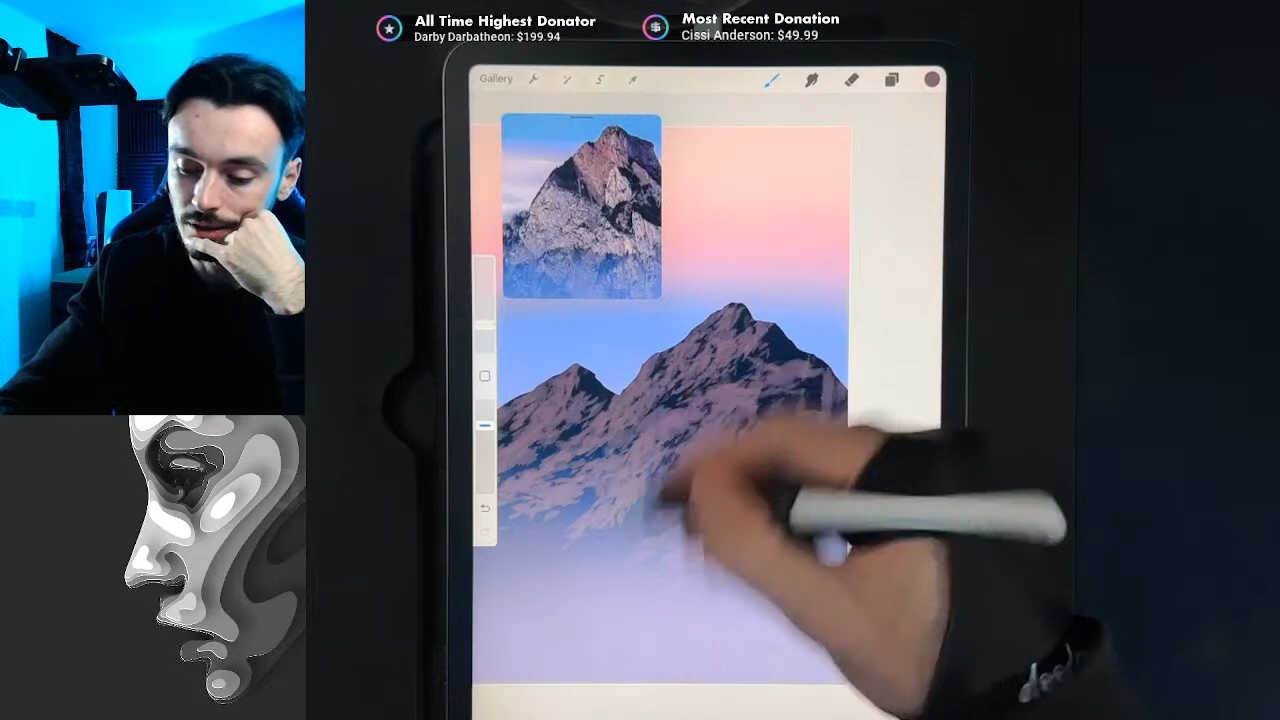 All Time Highest Donator
Darby Darbatheon: $199.94
Most Recent Donation
Cissi Anderson: $49.99
Gallery